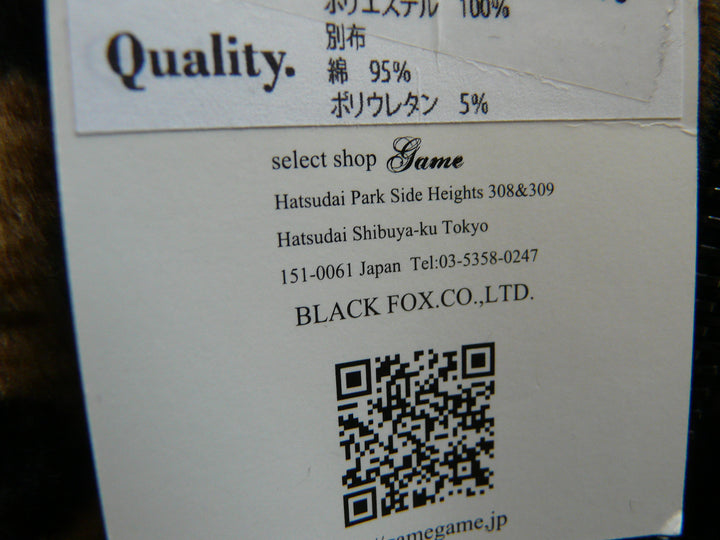 ポリエステル 100%
Quality.
別布
綿 95%
ポリウレタン 5%
select shop Game
Hatsudai Park Side Heights 308&309
Hatsudai Shibuya-ku Tokyo
151-0061 Japan Tel:03-5358-0247
BLACK FOX.CO.,LTD.
gamegame.jp